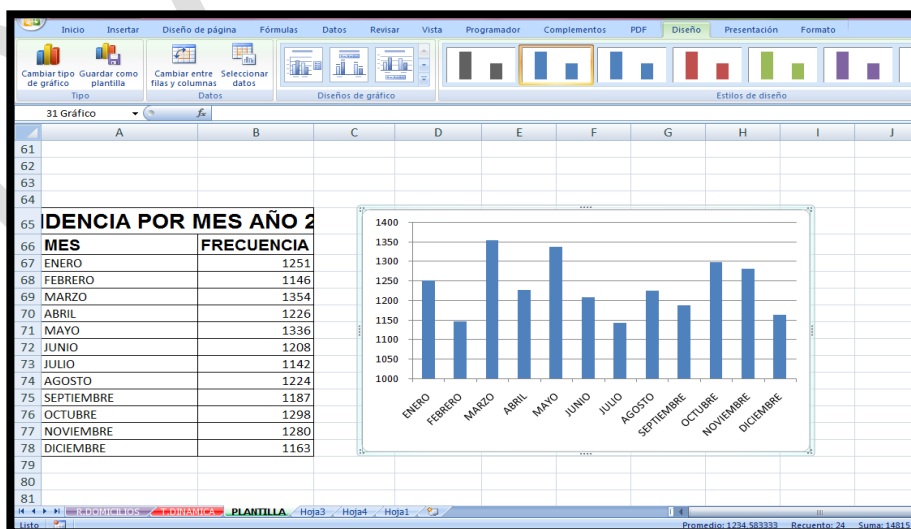 Inicio Insertar Diseño de página Fórmulas Datos Revisar Vista Programador Complementos PDF Diseño Presentación Formato
Cambiar tipo de gráfico Guardar como plantilla Cambiar entre filas y columnas Seleccionar datos
Tipo Datos Diseños de gráfico Estilos de diseño
31 Gráfico fx
A B C D E F G H I J
61
62
63
64
65 IDENCIA POR MES AÑO 2
66 MES FRECUENCIA
67 ENERO 1251
68 FEBRERO 1146
69 MARZO 1354
70 ABRIL 1226
71 MAYO 1336
72 JUNIO 1208
73 JULIO 1142
74 AGOSTO 1224
75 SEPTIEMBRE 1187
76 OCTUBRE 1298
77 NOVIEMBRE 1280
78 DICIEMBRE 1163
79
80
81
1400
1350
1300
1250
1200
1150
1100
1050
1000
ENERO FEBRERO MARZO ABRIL MAYO JUNIO JULIO AGOSTO SEPTIEMBRE OCTUBRE NOVIEMBRE DICIEMBRE
R.DOMICILIOS T.DINAMICA PLANTILLA Hoja3 Hoja4 Hoja1
Listo Promedio: 1234.583333 Recuento: 24 Suma: 14815